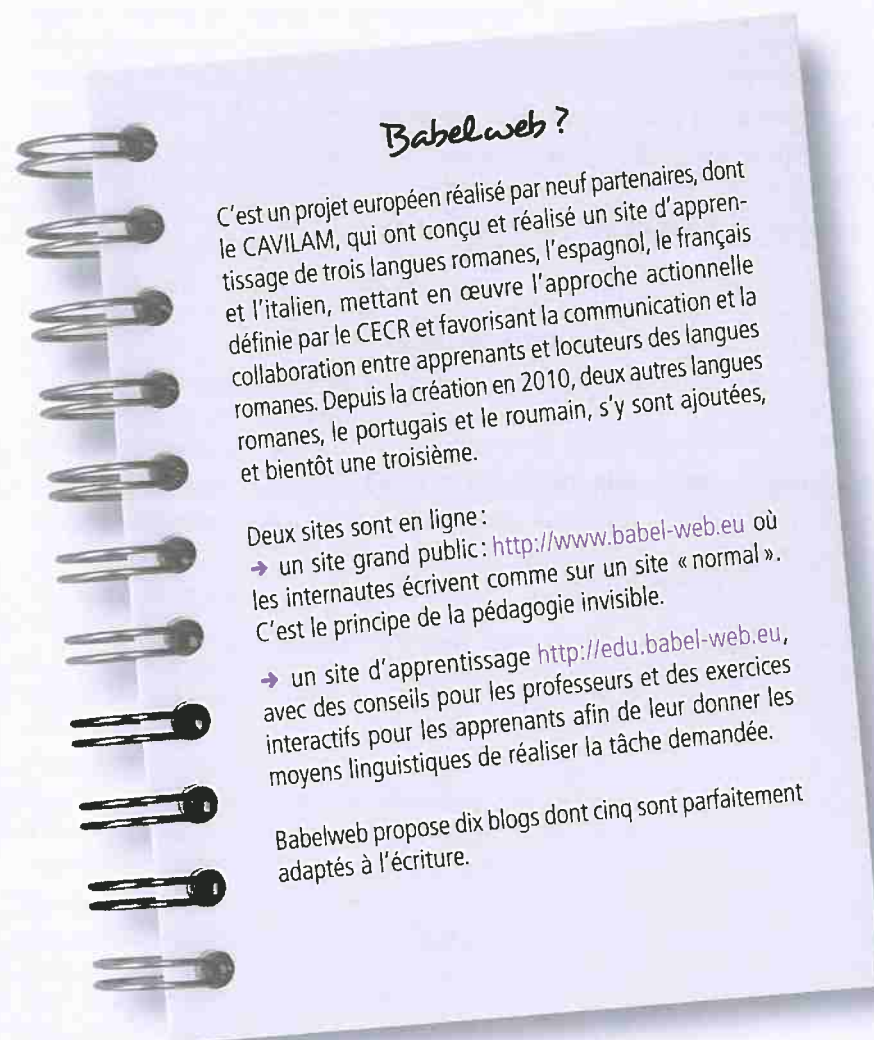 Babelweb ?
C'est un projet européen réalisé par neuf partenaires, dont
le CAVILAM, qui ont conçu et réalisé un site d'appren-
tissage de trois langues romanes, l'espagnol, le français
et l'italien, mettant en œuvre l'approche actionnelle
définie par le CECR et favorisant la communication et la
collaboration entre apprenants et locuteurs des langues
romanes. Depuis la création en 2010, deux autres langues
romanes, le portugais et le roumain, s'y sont ajoutées,
et bientôt une troisième.
Deux sites sont en ligne :
→ un site grand public : http://www.babel-web.eu où
les internautes écrivent comme sur un site « normal ».
C'est le principe de la pédagogie invisible.
→ un site d'apprentissage http://edu.babel-web.eu,
avec des conseils pour les professeurs et des exercices
interactifs pour les apprenants afin de leur donner les
moyens linguistiques de réaliser la tâche demandée.
Babelweb propose dix blogs dont cinq sont parfaitement
adaptés à l'écriture.